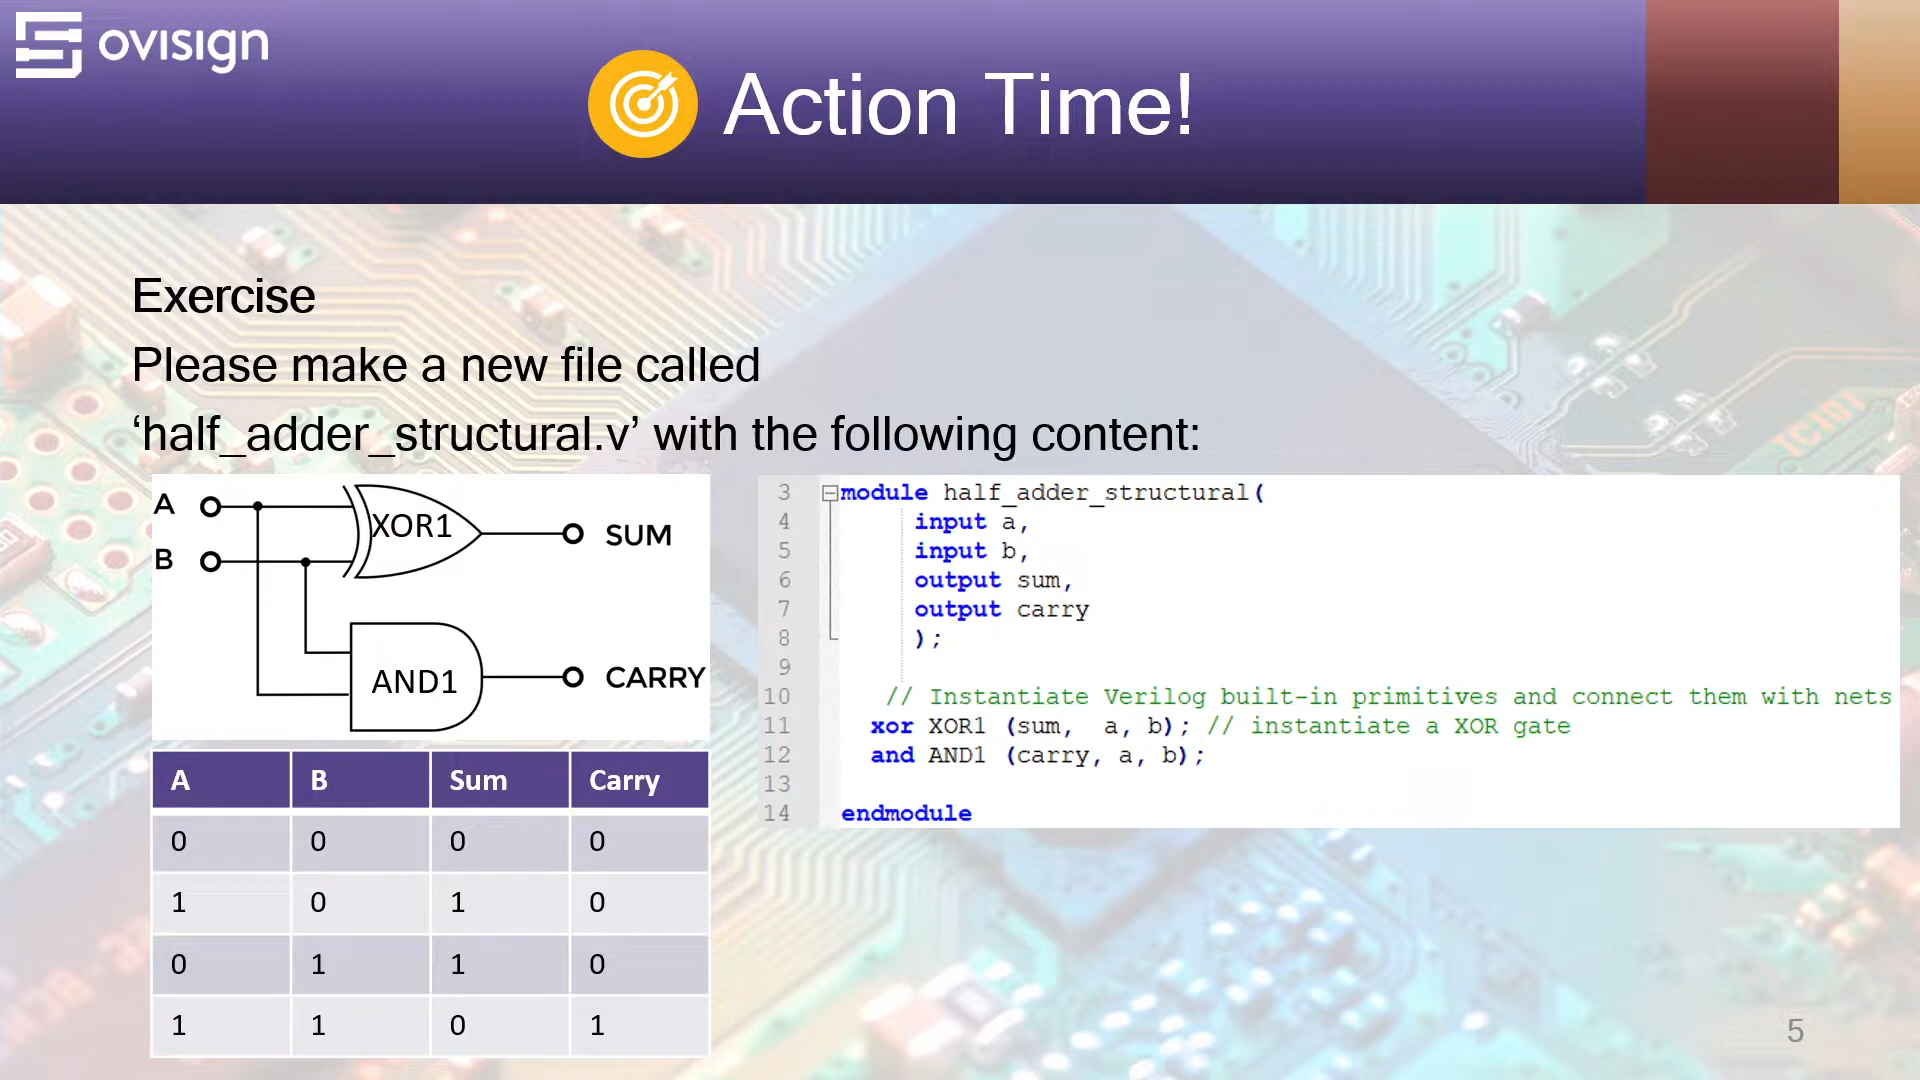 ovisign
Action Time!
Exercise
Please make a new file called
‘half_adder_structural.v’ with the following content:
A
XOR1
SUM
B
AND1
CARRY
3 module half_adder_structural(
4 input a,
5 input b,
6 output sum,
7 output carry
8 );
9
10 // Instantiate Verilog built-in primitives and connect them with nets
11 xor XOR1 (sum, a, b); // instantiate a XOR gate
12 and AND1 (carry, a, b);
13
14 endmodule
A B Sum Carry
0 0 0 0
1 0 1 0
0 1 1 0
1 1 0 1
5